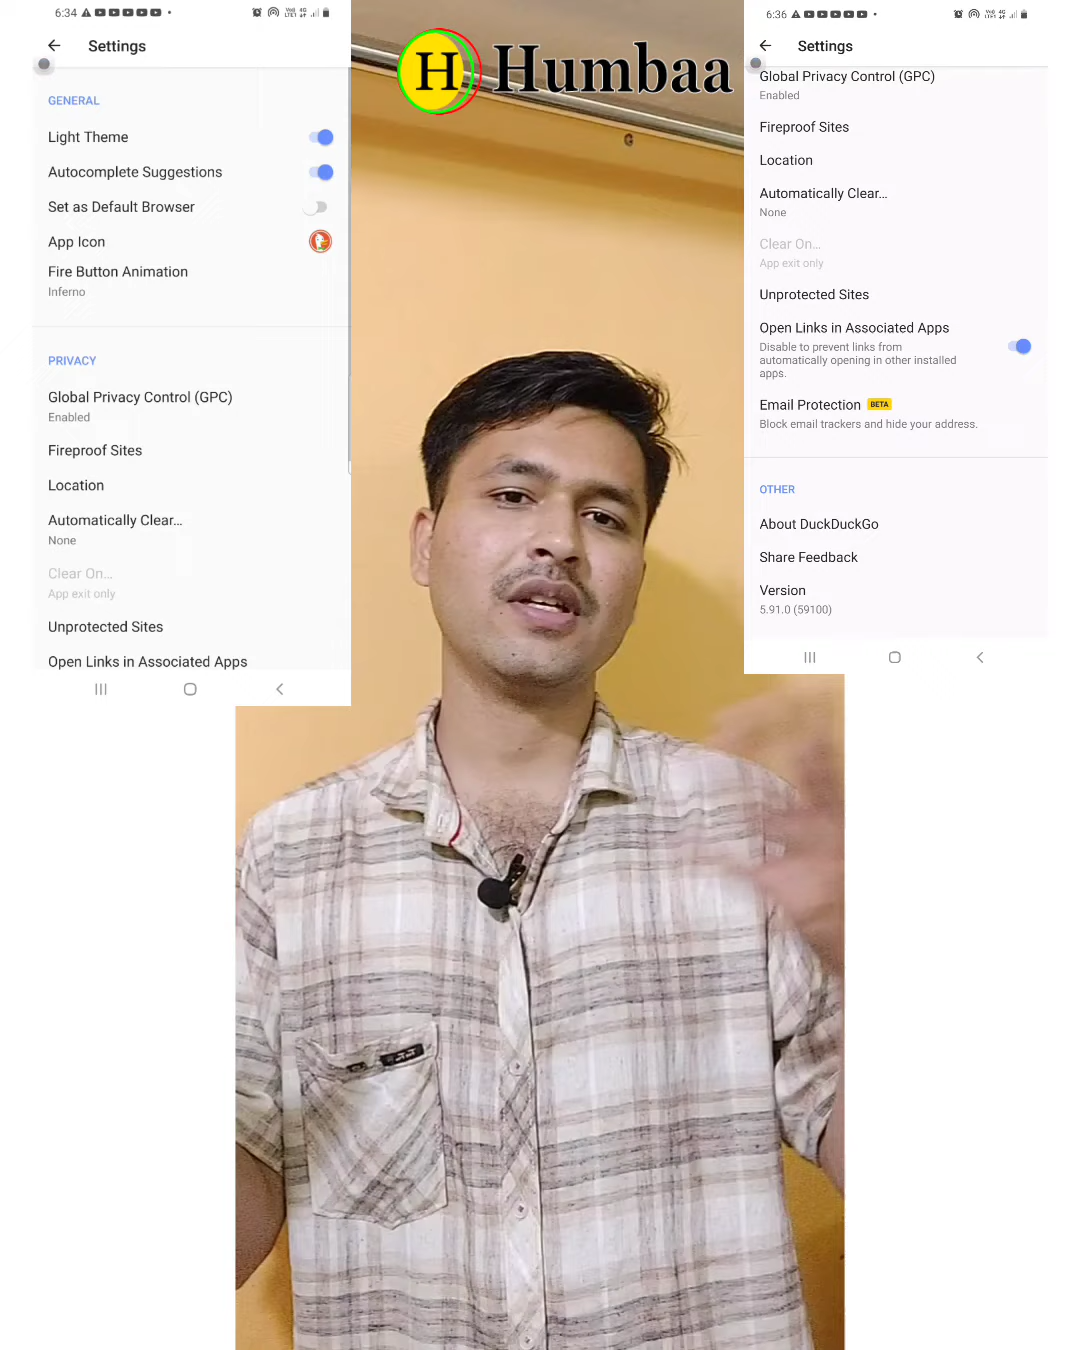 6:34
Settings
GENERAL
Light Theme
Autocomplete Suggestions
Set as Default Browser
App Icon
Fire Button Animation
Inferno
PRIVACY
Global Privacy Control (GPC)
Enabled
Fireproof Sites
Location
Automatically Clear...
None
Clear On...
App exit only
Unprotected Sites
Open Links in Associated Apps
H Humbaa
6:36
Settings
Global Privacy Control (GPC)
Enabled
Fireproof Sites
Location
Automatically Clear...
None
Clear On...
App exit only
Unprotected Sites
Open Links in Associated Apps
Disable to prevent links from
automatically opening in other installed
apps.
Email Protection BETA
Block email trackers and hide your address.
OTHER
About DuckDuckGo
Share Feedback
Version
5.91.0 (59100)